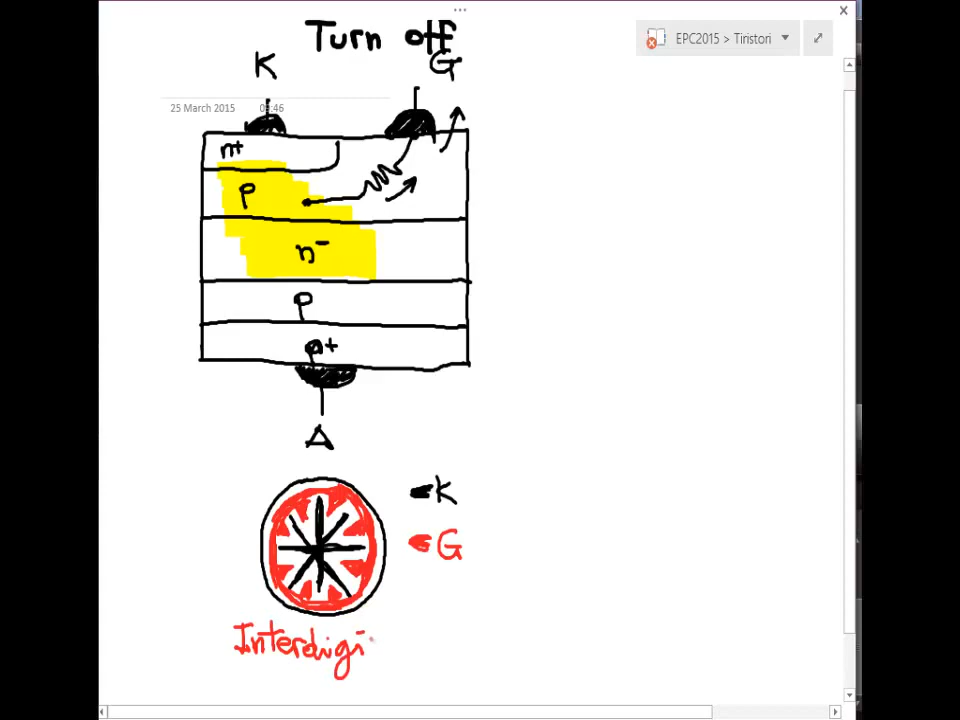 EPC2015 > Tiristori
Turn off
K
G
25 March 2015
n+
p
n-
p
p+
A
K
G
Interdigi